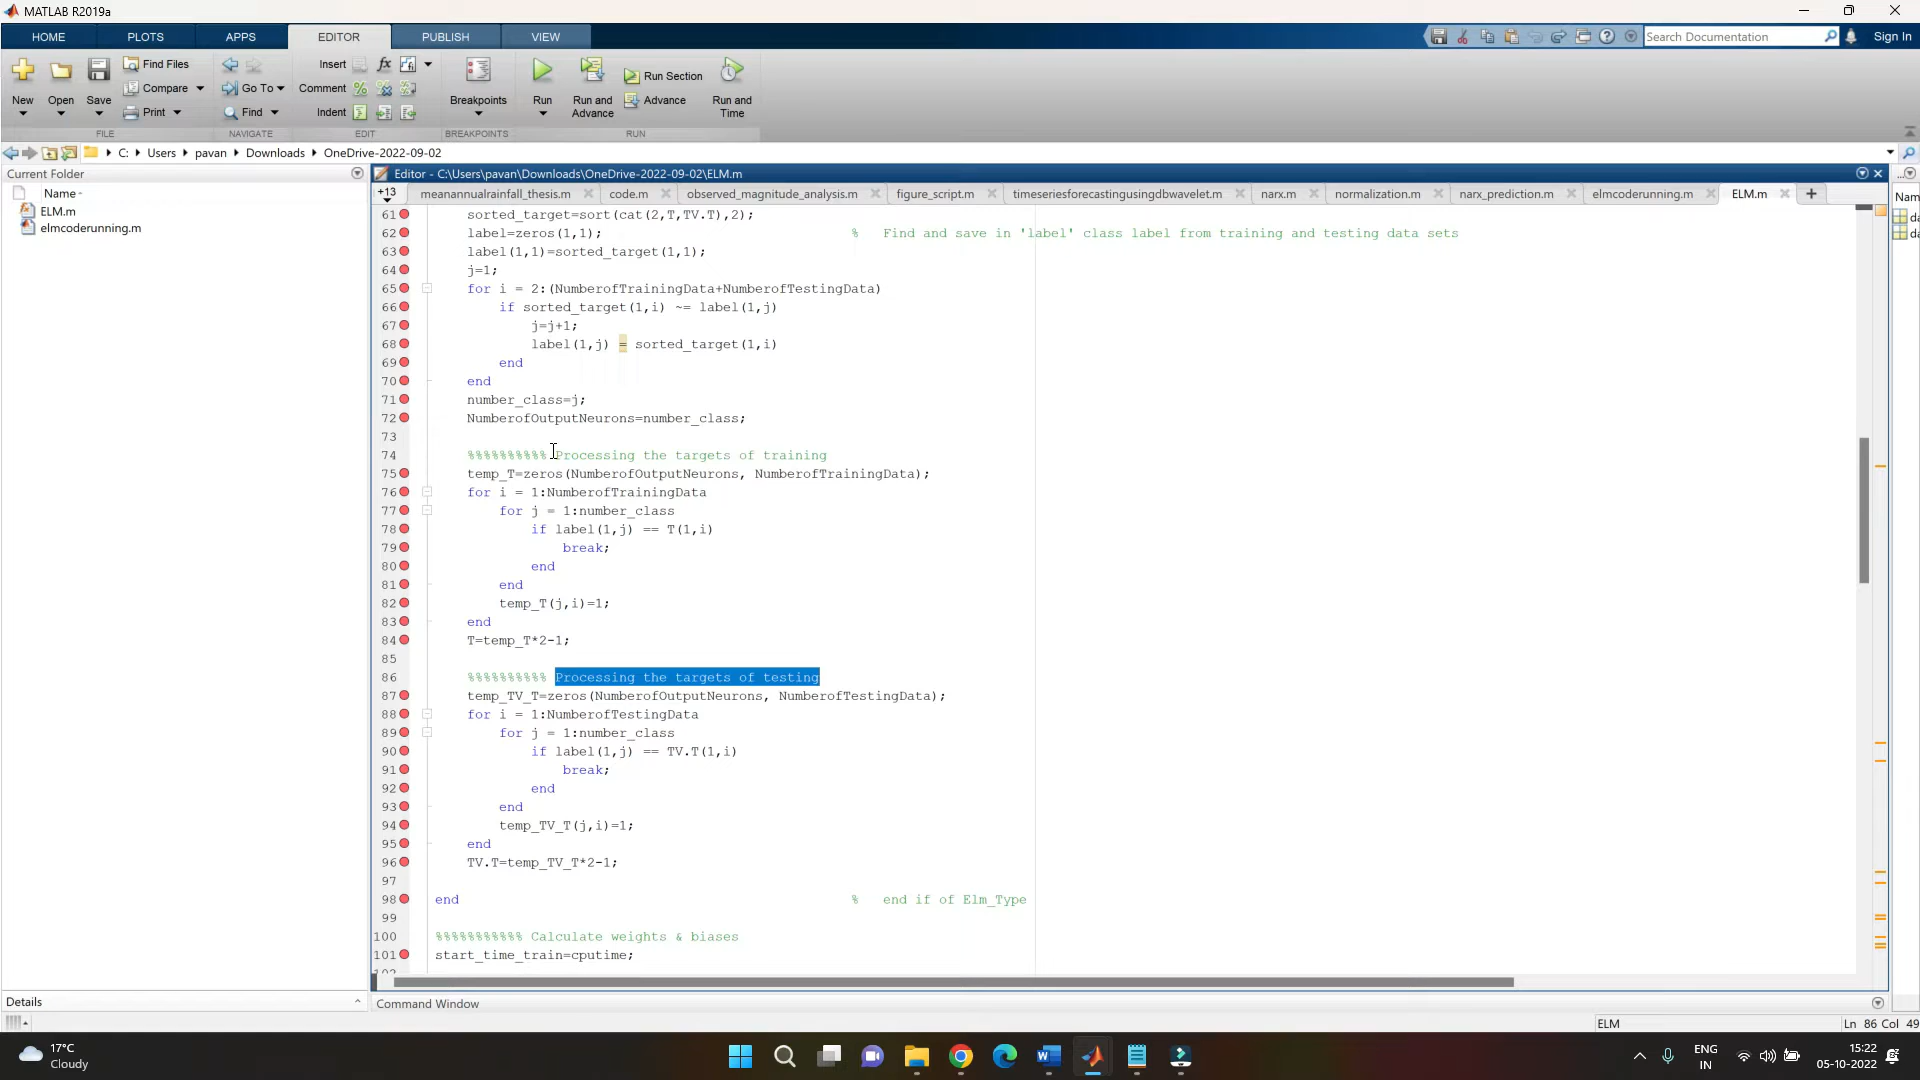 MATLAB R2019a
HOME PLOTS APPS EDITOR PUBLISH VIEW
Search Documentation
Sign In
New Open Save
Find Files
Compare
Print
FILE
Go To
Find
NAVIGATE
Insert fx
Comment
Indent
EDIT
Breakpoints
BREAKPOINTS
Run
Run and Advance
Run Section
Advance
Run and Time
RUN
C: Users pavan Downloads OneDrive-2022-09-02
Current Folder
Name
ELM.m
elmcoderunning.m
Details
Editor - C:\Users\pavan\Downloads\OneDrive-2022-09-02\ELM.m
+13 meanannualrainfall_thesis.m code.m observed_magnitude_analysis.m figure_script.m timeseriesforecastingusingdbwavelet.m narx.m normalization.m narx_prediction.m elmcoderunning.m ELM.m
61 sorted_target=sort(cat(2,T,TV.T),2);
62 label=zeros(1,1); % Find and save in 'label' class label from training and testing data sets
63 label(1,1)=sorted_target(1,1);
64 j=1;
65 for i = 2:(NumberofTrainingData+NumberofTestingData)
66 if sorted_target(1,i) ~= label(1,j)
67 j=j+1;
68 label(1,j) = sorted_target(1,i)
69 end
70 end
71 number_class=j;
72 NumberofOutputNeurons=number_class;
73
74 %%%%%%%%%% Processing the targets of training
75 temp_T=zeros(NumberofOutputNeurons, NumberofTrainingData);
76 for i = 1:NumberofTrainingData
77 for j = 1:number_class
78 if label(1,j) == T(1,i)
79 break;
80 end
81 end
82 temp_T(j,i)=1;
83 end
84 T=temp_T*2-1;
85
86 %%%%%%%%%% Processing the targets of testing
87 temp_TV_T=zeros(NumberofOutputNeurons, NumberofTestingData);
88 for i = 1:NumberofTestingData
89 for j = 1:number_class
90 if label(1,j) == TV.T(1,i)
91 break;
92 end
93 end
94 temp_TV_T(j,i)=1;
95 end
96 TV.T=temp_TV_T*2-1;
97
98 end % end if of Elm_Type
99
100 %%%%%%%%%%% Calculate weights & biases
101 start_time_train=cputime;
Command Window
ELM
Ln 86 Col 49
17°C
Cloudy
ENG
IN
15:22
05-10-2022